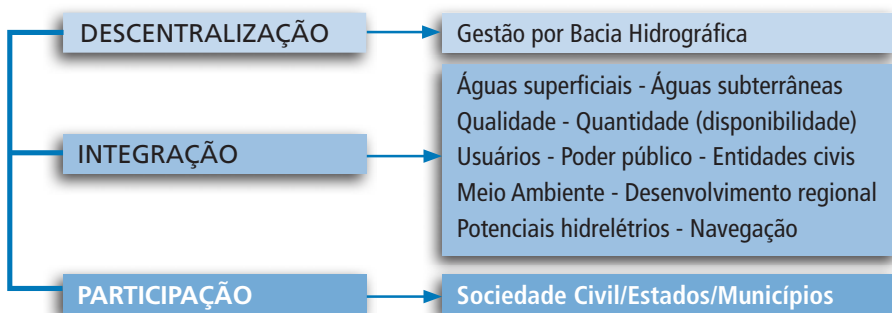 DESCENTRALIZAÇÃO
Gestão por Bacia Hidrográfica
INTEGRAÇÃO
Águas superficiais - Águas subterrâneas
Qualidade - Quantidade (disponibilidade)
Usuários - Poder público - Entidades civis
Meio Ambiente - Desenvolvimento regional
Potenciais hidrelétrios - Navegação
PARTICIPAÇÃO
Sociedade Civil/Estados/Municípios